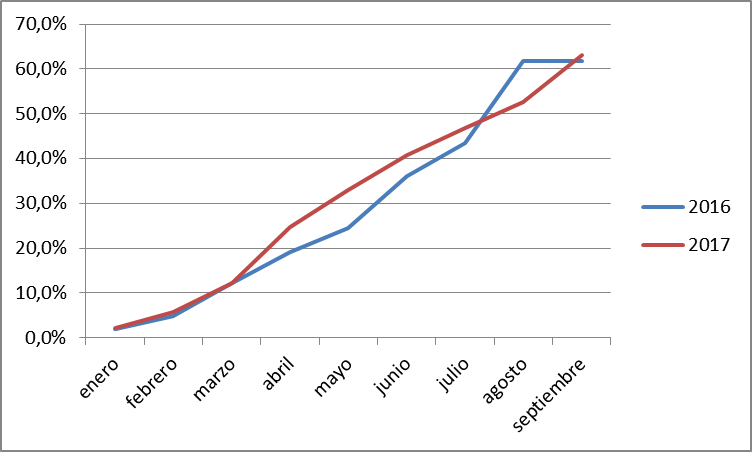 70,0%
60,0%
50,0%
40,0%
30,0%
20,0%
10,0%
0,0%
enero
febrero
marzo
abril
mayo
junio
julio
agosto
septiembre
2016
2017